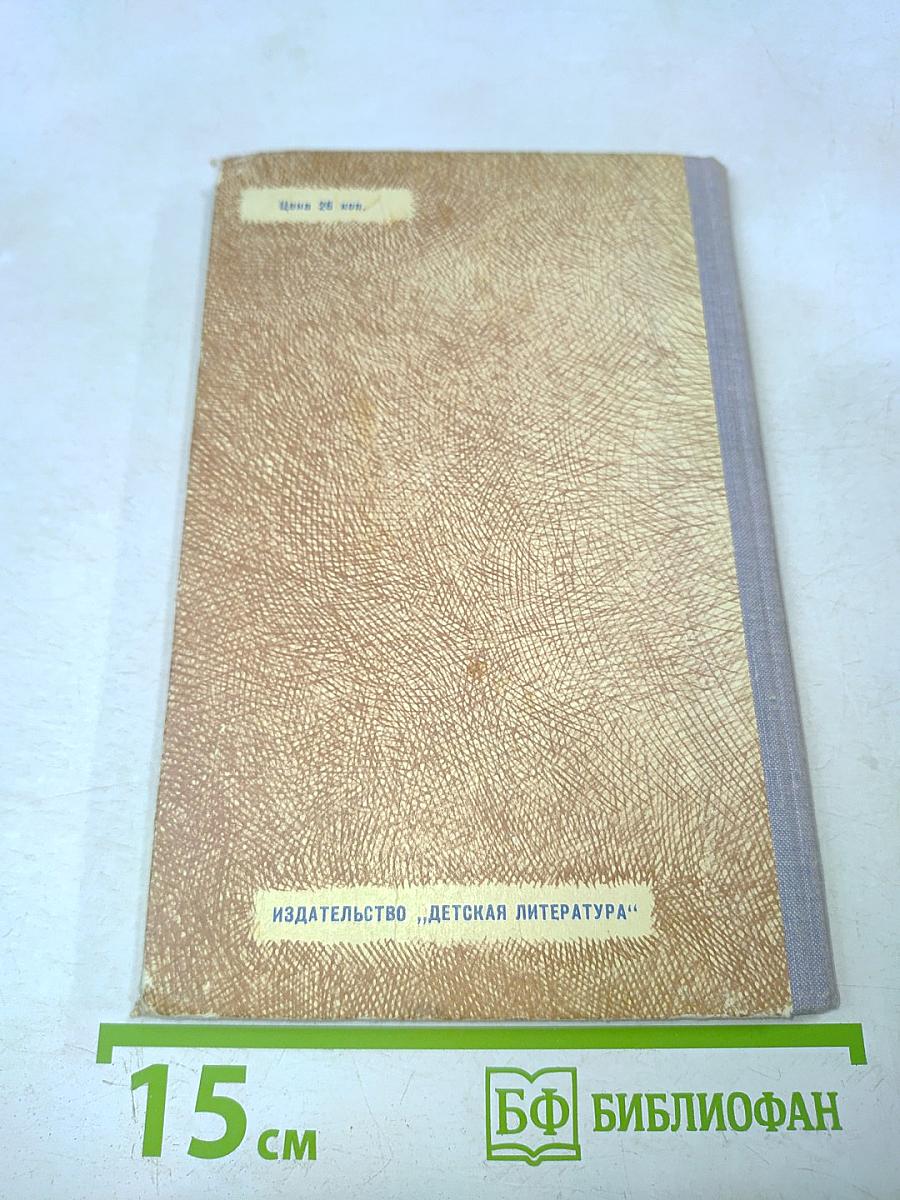 Цена 26 коп.
ИЗДАТЕЛЬСТВО „ДЕТСКАЯ ЛИТЕРАТУРА“
15 см
БФ БИБЛИОФАН